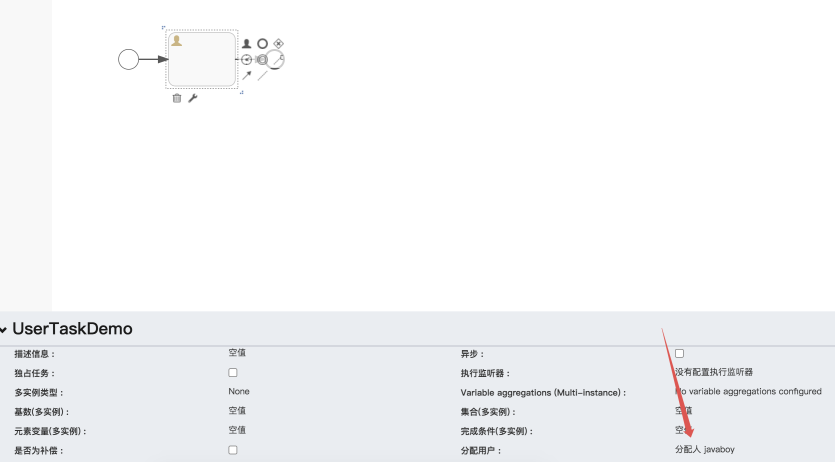 UserTaskDemo
描述信息： 空值 异步：
独占任务： 执行监听器： 没有配置执行监听器
多实例类型： None Variable aggregations (Multi-instance)： No variable aggregations configured
基数(多实例)： 空值 集合(多实例)： 空值
元素变量(多实例)： 空值 完成条件(多实例)： 空值
是否为补偿： 分配用户： 分配人 javaboy